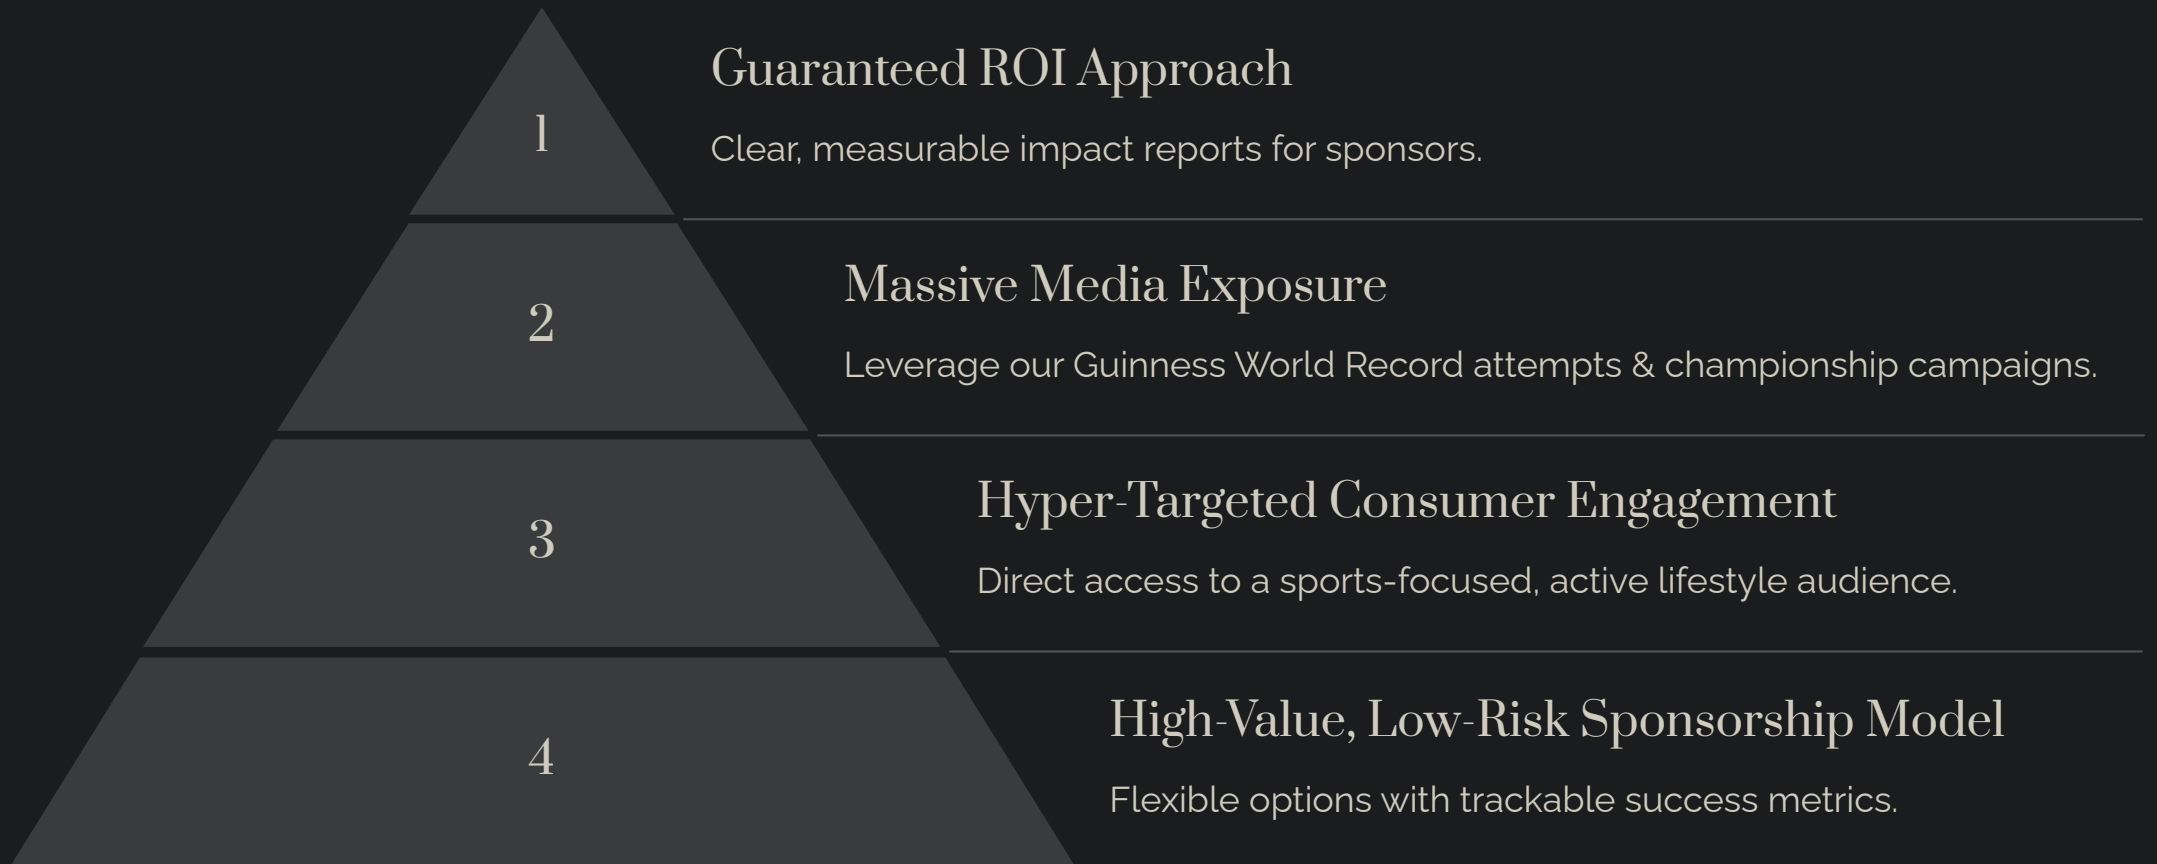 1
Guaranteed ROI Approach
Clear, measurable impact reports for sponsors.
2
Massive Media Exposure
Leverage our Guinness World Record attempts & championship campaigns.
3
Hyper-Targeted Consumer Engagement
Direct access to a sports-focused, active lifestyle audience.
4
High-Value, Low-Risk Sponsorship Model
Flexible options with trackable success metrics.